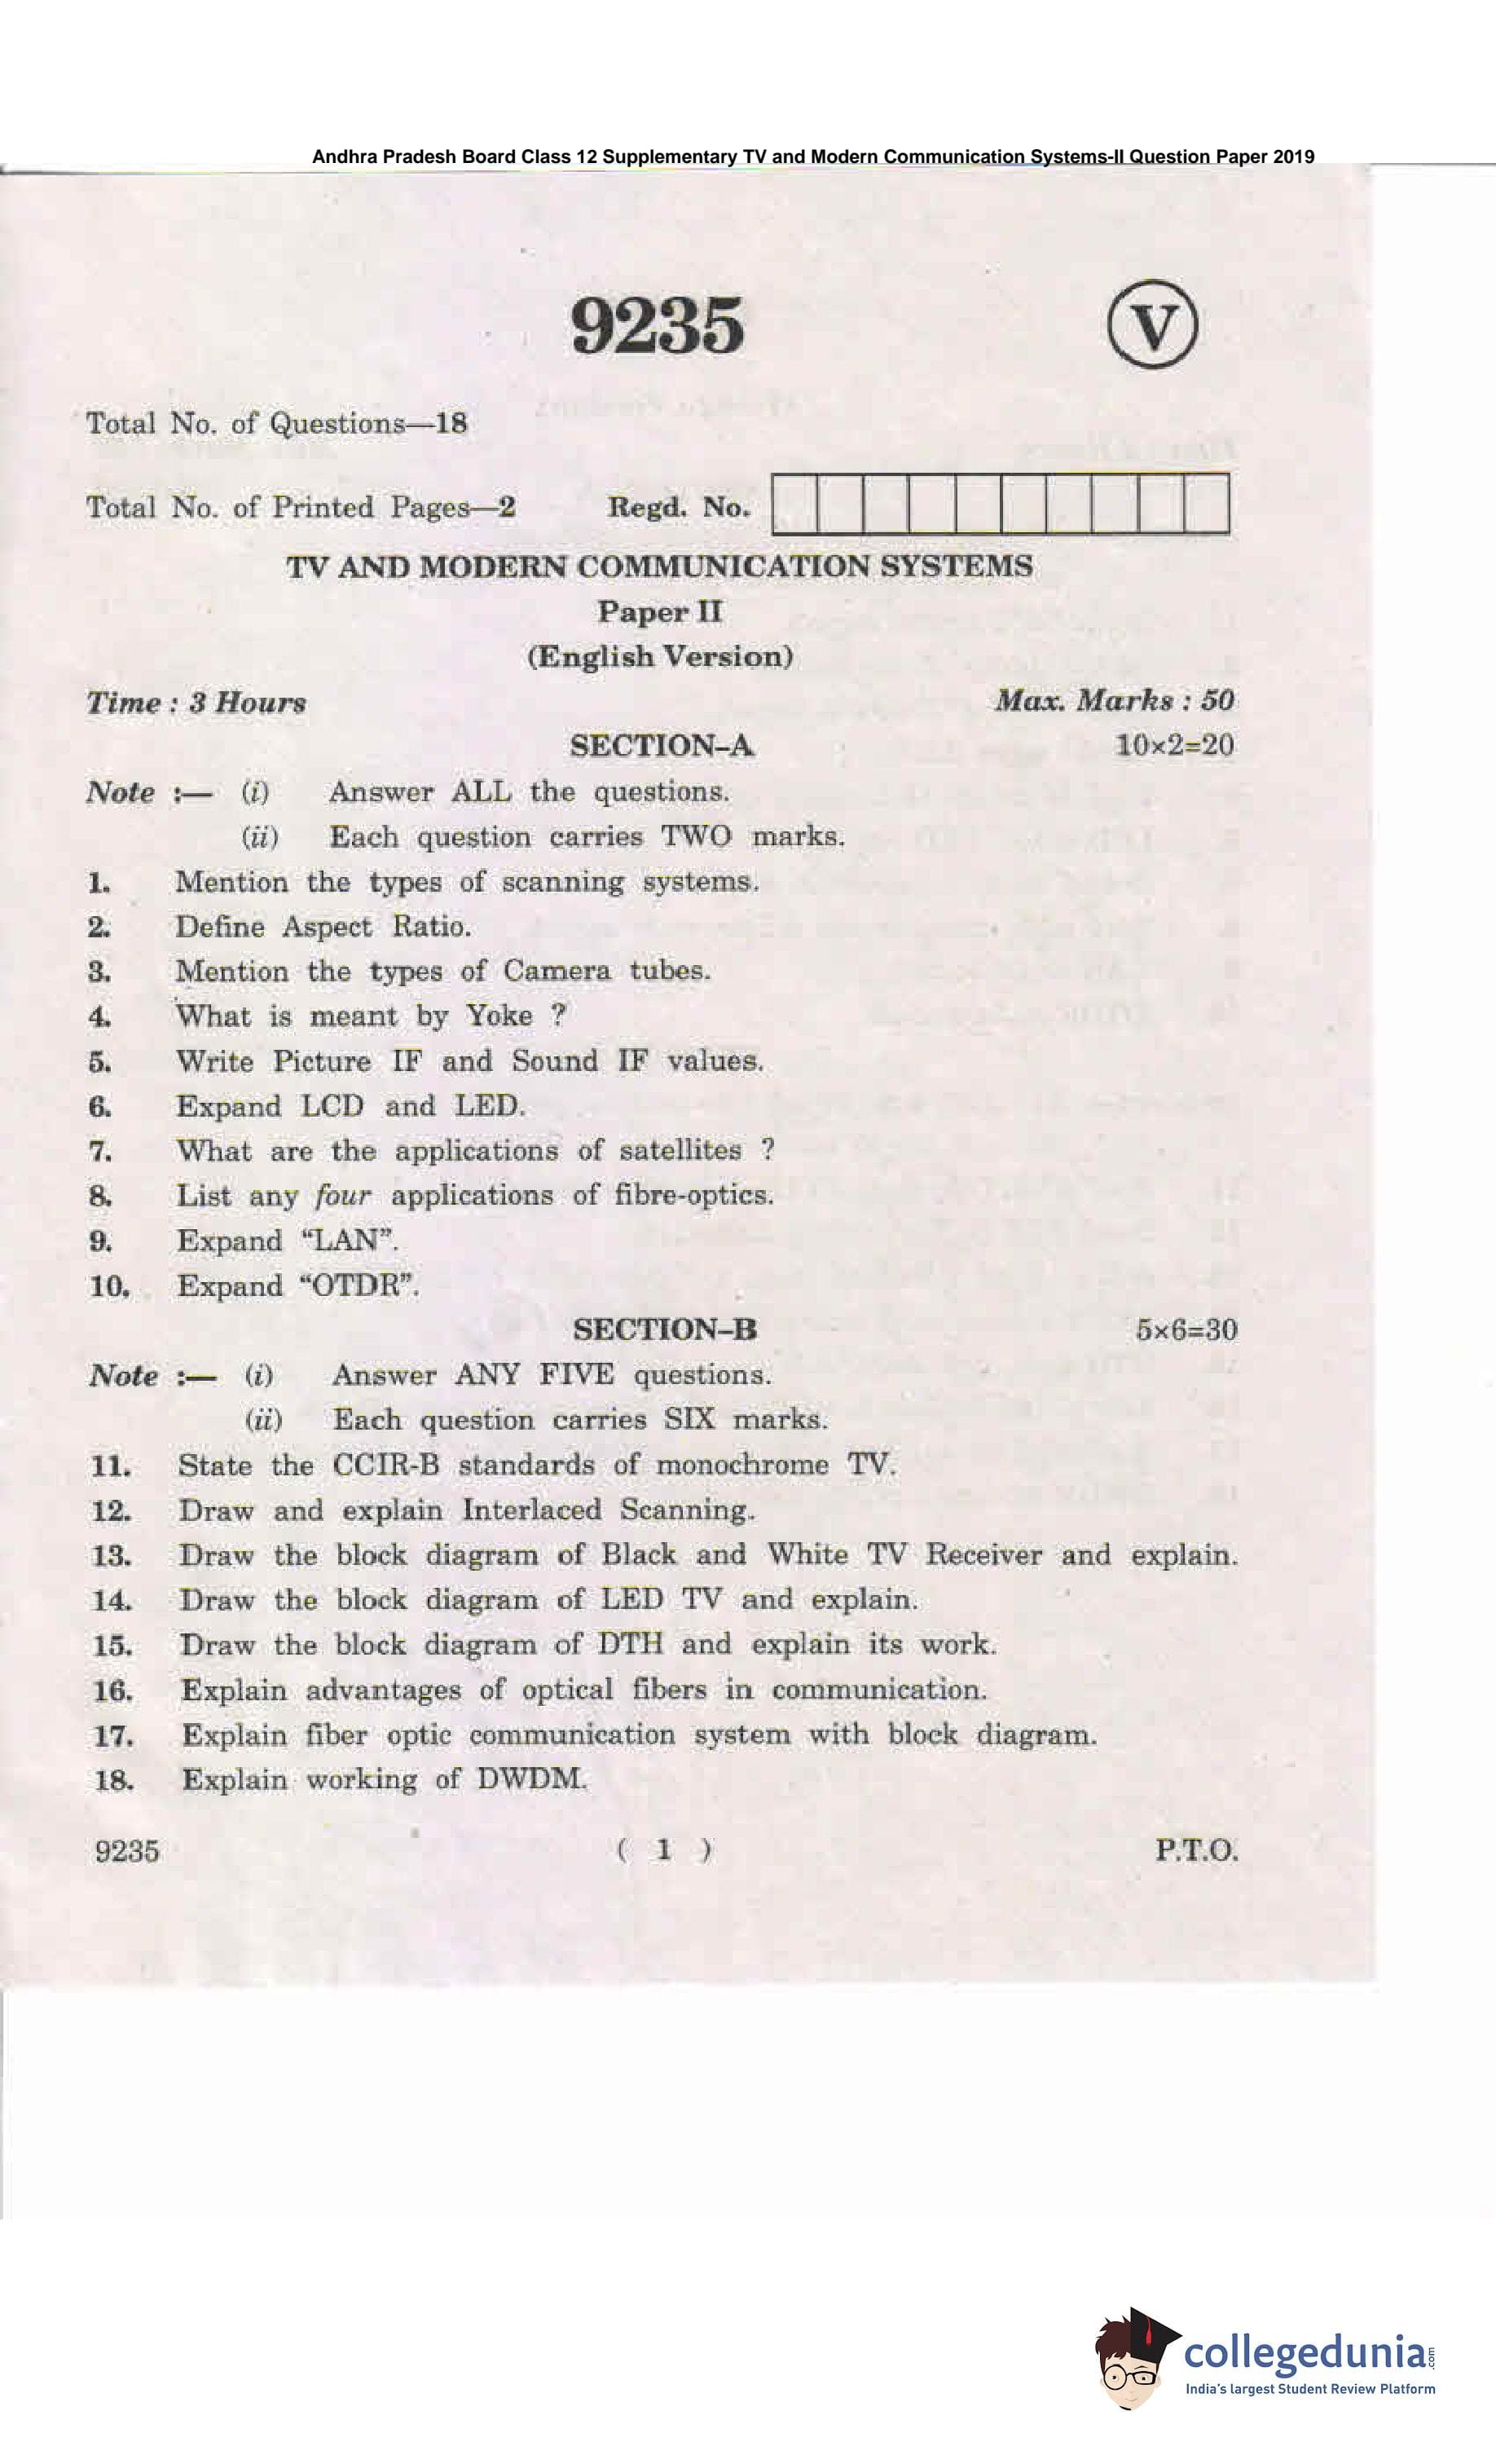 Andhra Pradesh Board Class 12 Supplementary TV and Modern Communication Systems-II Question Paper 2019
9235
V
Total No. of Questions—18
Total No. of Printed Pages—2 Regd. No.
TV AND MODERN COMMUNICATION SYSTEMS
Paper II
(English Version)
Time : 3 Hours Max. Marks : 50
SECTION–A 10×2=20
Note :— (i) Answer ALL the questions.
(ii) Each question carries TWO marks.
1. Mention the types of scanning systems.
2. Define Aspect Ratio.
3. Mention the types of Camera tubes.
4. What is meant by Yoke ?
5. Write Picture IF and Sound IF values.
6. Expand LCD and LED.
7. What are the applications of satellites ?
8. List any four applications of fibre-optics.
9. Expand “LAN”.
10. Expand “OTDR”.
SECTION–B 5×6=30
Note :— (i) Answer ANY FIVE questions.
(ii) Each question carries SIX marks.
11. State the CCIR-B standards of monochrome TV.
12. Draw and explain Interlaced Scanning.
13. Draw the block diagram of Black and White TV Receiver and explain.
14. Draw the block diagram of LED TV and explain.
15. Draw the block diagram of DTH and explain its work.
16. Explain advantages of optical fibers in communication.
17. Explain fiber optic communication system with block diagram.
18. Explain working of DWDM.
9235 ( 1 ) P.T.O.
collegedunia.com
India's largest Student Review Platform